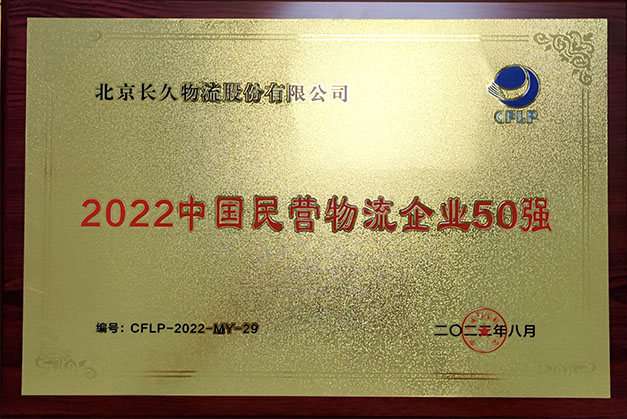 北京长久物流股份有限公司
CFLP
2022中国民营物流企业50强
编号：CFLP-2022-MY-29
二〇二二年八月